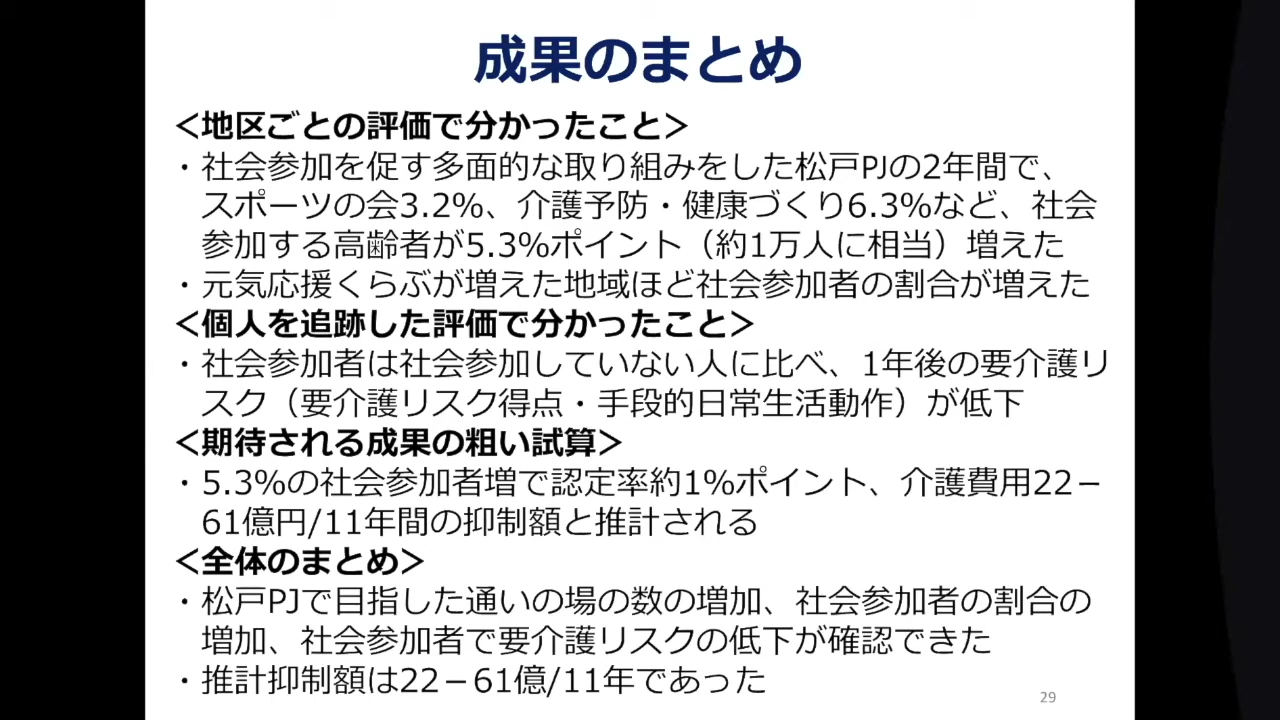 成果のまとめ
＜地区ごとの評価で分かったこと＞
・社会参加を促す多面的な取り組みをした松戸PJの2年間で、
スポーツの会3.2%、介護予防・健康づくり6.3%など、社会
参加する高齢者が5.3%ポイント（約1万人に相当）増えた
・元気応援くらぶが増えた地域ほど社会参加者の割合が増えた
＜個人を追跡した評価で分かったこと＞
・社会参加者は社会参加していない人に比べ、1年後の要介護リ
スク（要介護リスク得点・手段的日常生活動作）が低下
＜期待される成果の粗い試算＞
・5.3%の社会参加者増で認定率約1%ポイント、介護費用22－
61億円/11年間の抑制額と推計される
＜全体のまとめ＞
・松戸PJで目指した通いの場の数の増加、社会参加者の割合の
増加、社会参加者で要介護リスクの低下が確認できた
・推計抑制額は22－61億/11年であった
29